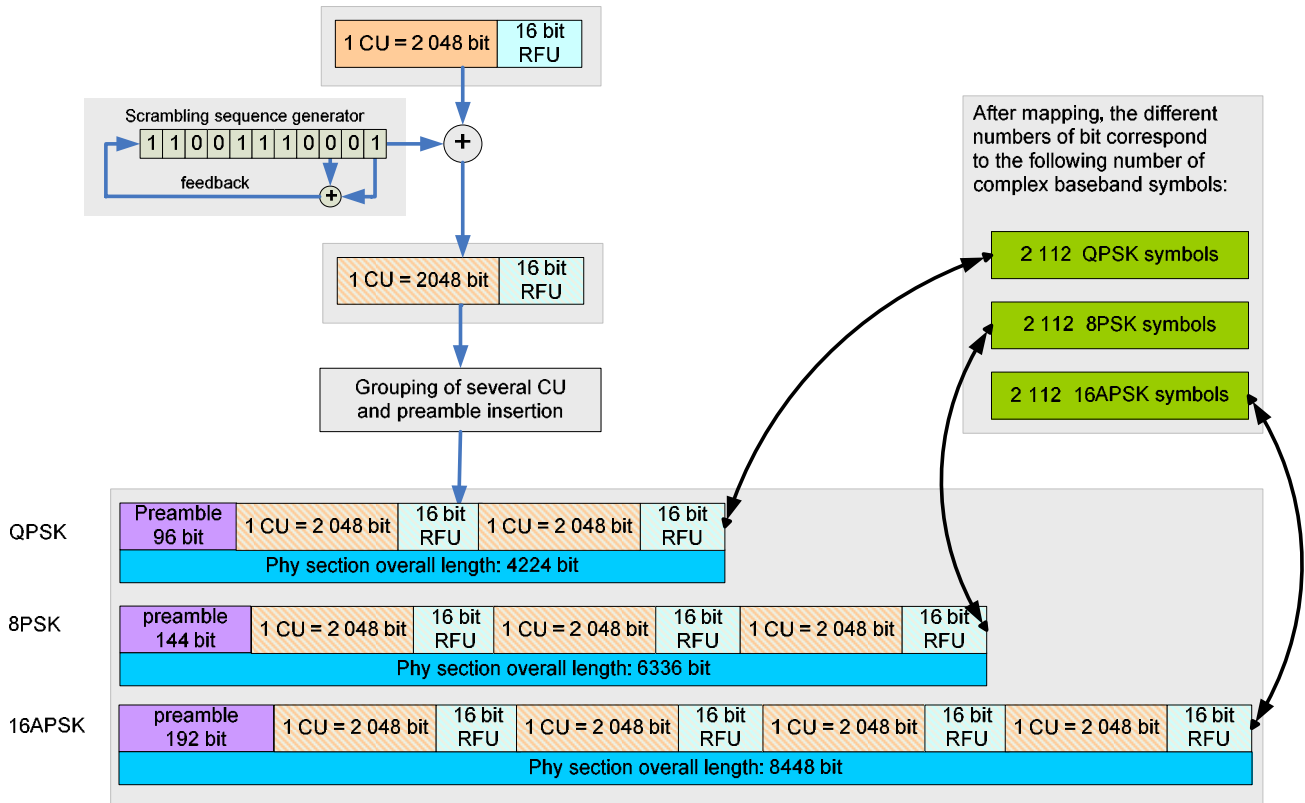 1 CU = 2 048 bit
16 bit
RFU
Scrambling sequence generator
1 1 0 0 1 1 1 0 0 0 1
+
feedback
+
1 CU = 2048 bit
16 bit
RFU
Grouping of several CU
and preamble insertion
After mapping, the different
numbers of bit correspond
to the following number of
complex baseband symbols:
2 112 QPSK symbols
2 112 8PSK symbols
2 112 16APSK symbols
QPSK
Preamble
96 bit
1 CU = 2 048 bit
16 bit
RFU
1 CU = 2 048 bit
16 bit
RFU
Phy section overall length: 4224 bit
8PSK
preamble
144 bit
1 CU = 2 048 bit
16 bit
RFU
1 CU = 2 048 bit
16 bit
RFU
1 CU = 2 048 bit
16 bit
RFU
Phy section overall length: 6336 bit
16APSK
preamble
192 bit
1 CU = 2 048 bit
16 bit
RFU
1 CU = 2 048 bit
16 bit
RFU
1 CU = 2 048 bit
16 bit
RFU
1 CU = 2 048 bit
16 bit
RFU
Phy section overall length: 8448 bit